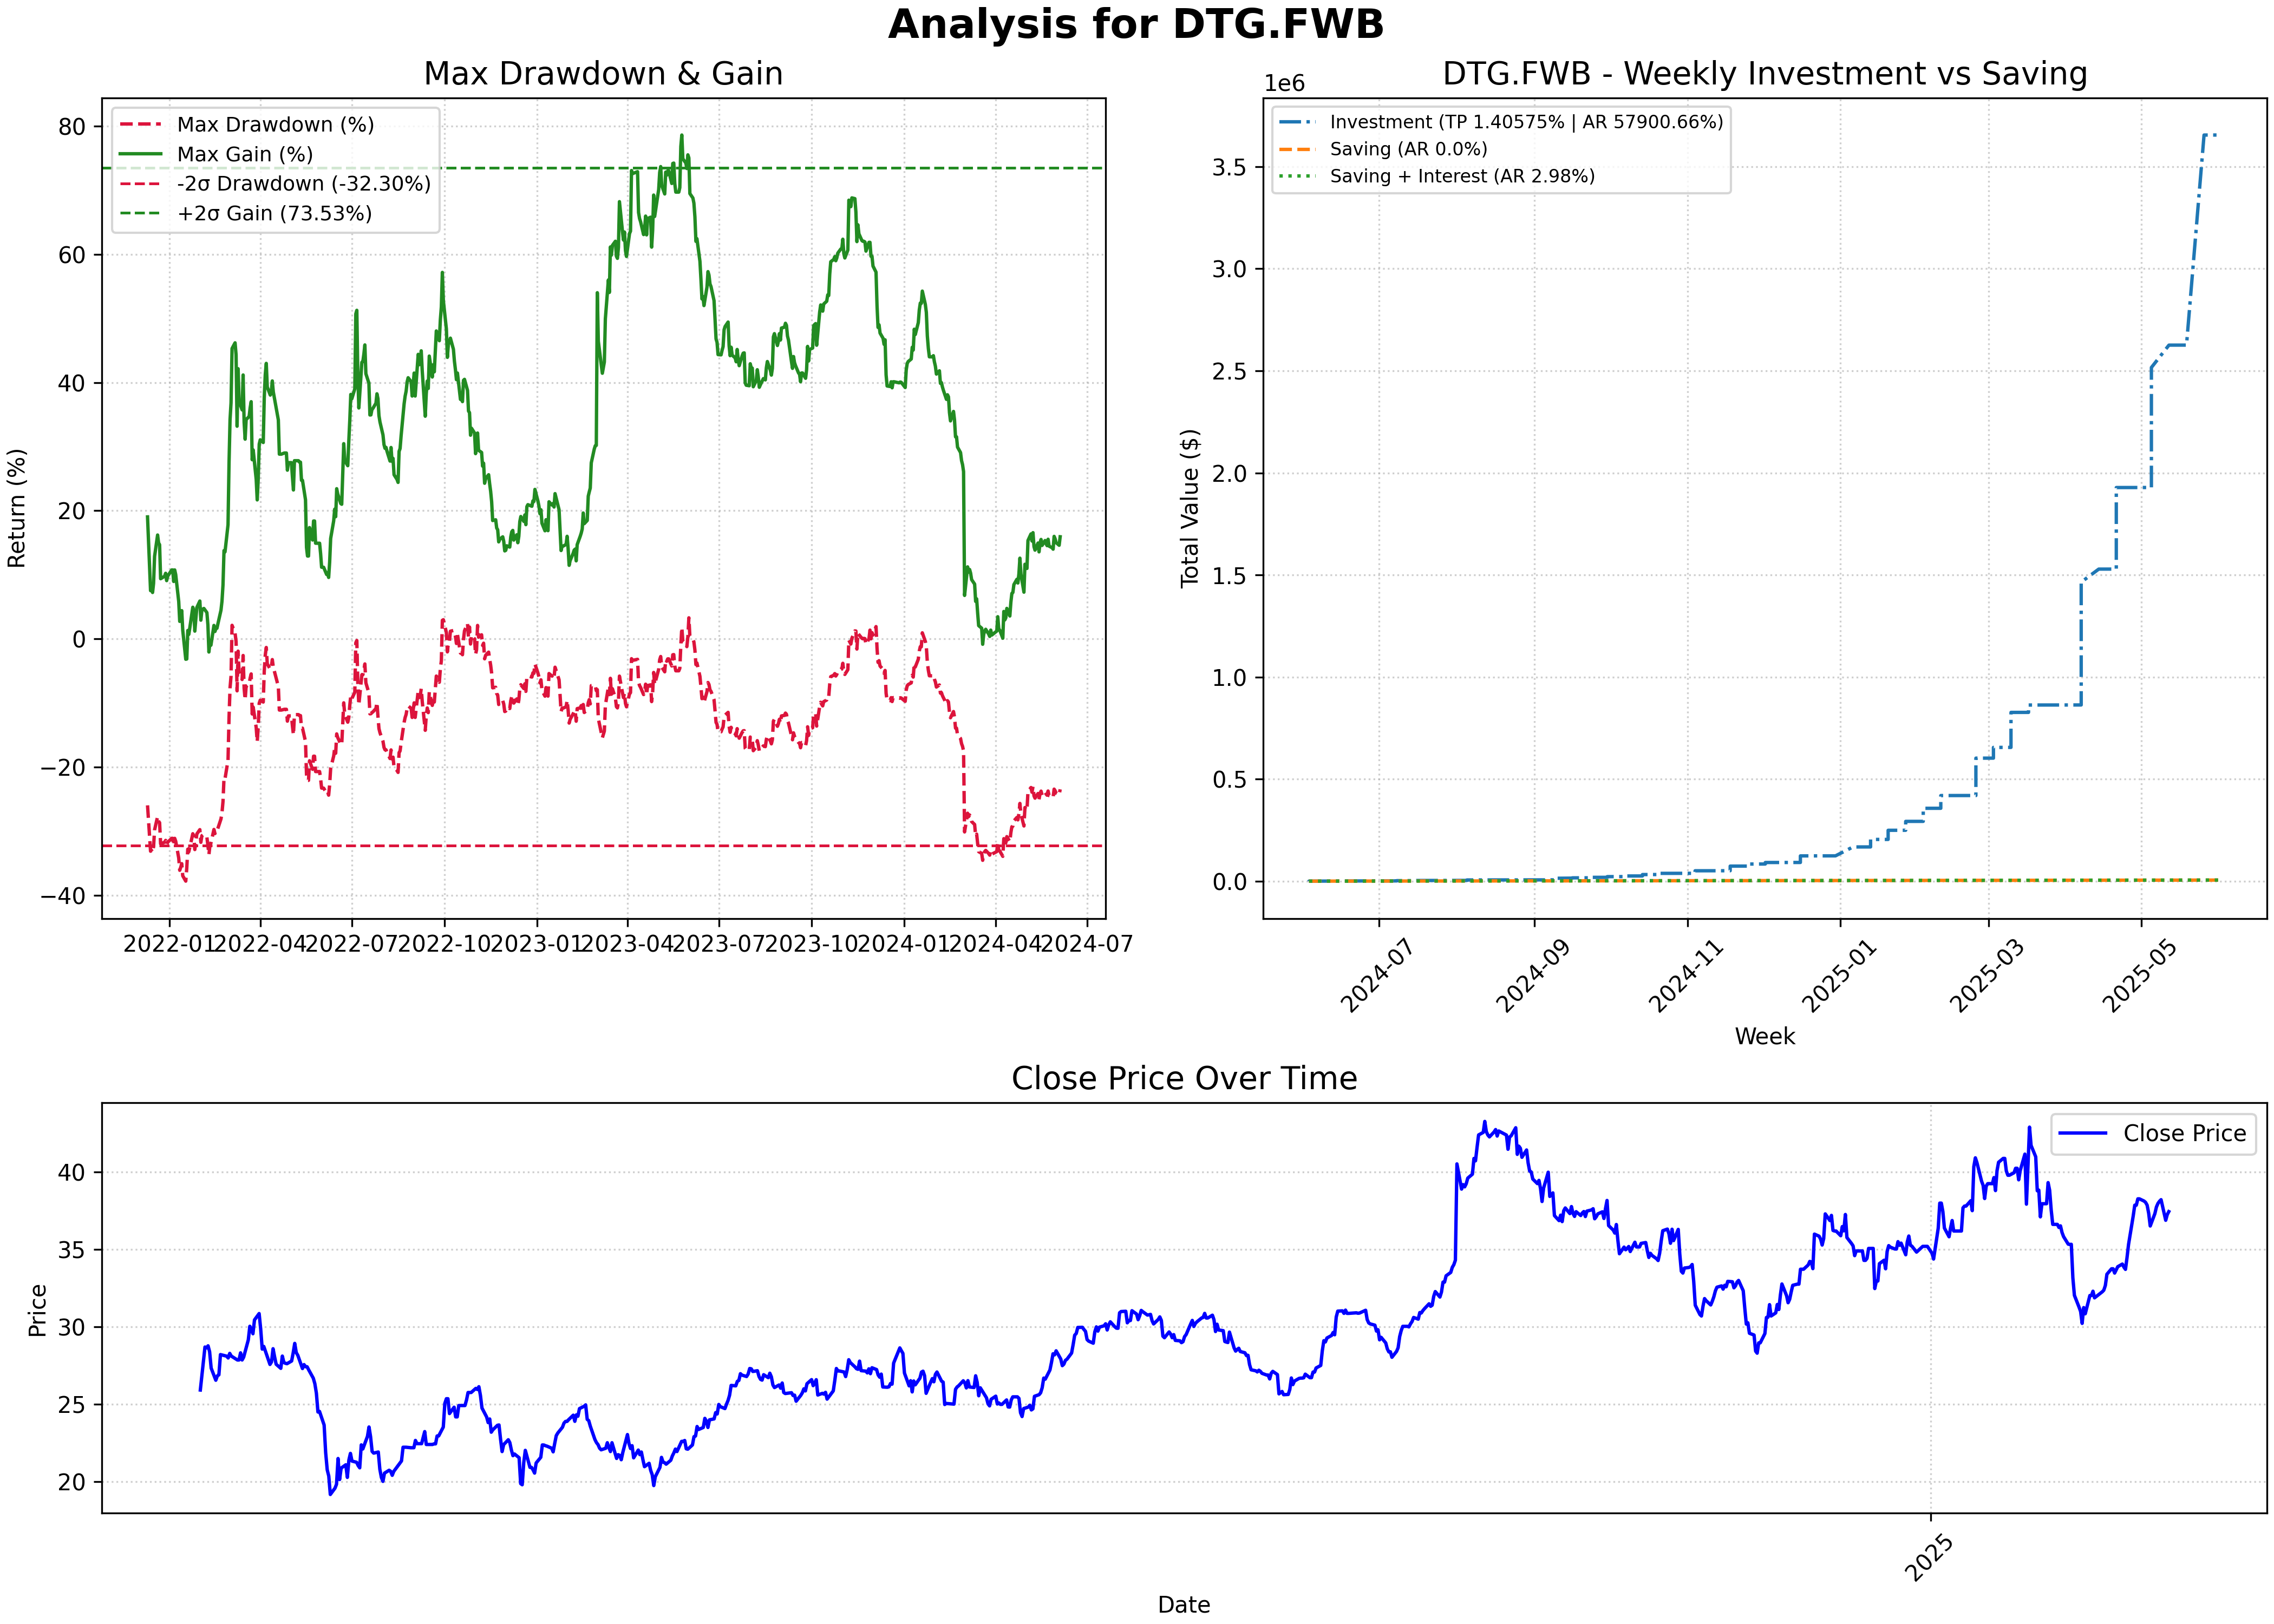 Analysis for DTG.FWB
Max Drawdown & Gain
Max Drawdown (%)
Max Gain (%)
-2σ Drawdown (-32.30%)
+2σ Gain (73.53%)
Return (%)
80
60
40
20
0
−20
−40
2022-01 2022-04 2022-07 2022-10 2023-01 2023-04 2023-07 2023-10 2024-01 2024-04 2024-07
DTG.FWB - Weekly Investment vs Saving
1e6
Investment (TP 1.40575% | AR 57900.66%)
Saving (AR 0.0%)
Saving + Interest (AR 2.98%)
Total Value ($)
3.5
3.0
2.5
2.0
1.5
1.0
0.5
0.0
2024-07 2024-09 2024-11 2025-01 2025-03 2025-05
Week
Close Price Over Time
Close Price
Price
40
35
30
25
20
2025
Date